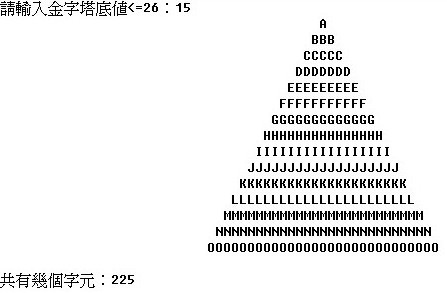 請輸入金字塔底值<=26：15
A
BBB
CCCCC
DDDDDDD
EEEEEEEEE
FFFFFFFFFFF
GGGGGGGGGGGGG
HHHHHHHHHHHHHHH
IIIIIIIIIIIIIIIII
JJJJJJJJJJJJJJJJJJJ
KKKKKKKKKKKKKKKKKKKKK
LLLLLLLLLLLLLLLLLLLLLLL
MMMMMMMMMMMMMMMMMMMMMMMMM
NNNNNNNNNNNNNNNNNNNNNNNNNNN
OOOOOOOOOOOOOOOOOOOOOOOOOOOOO
共有幾個字元：225